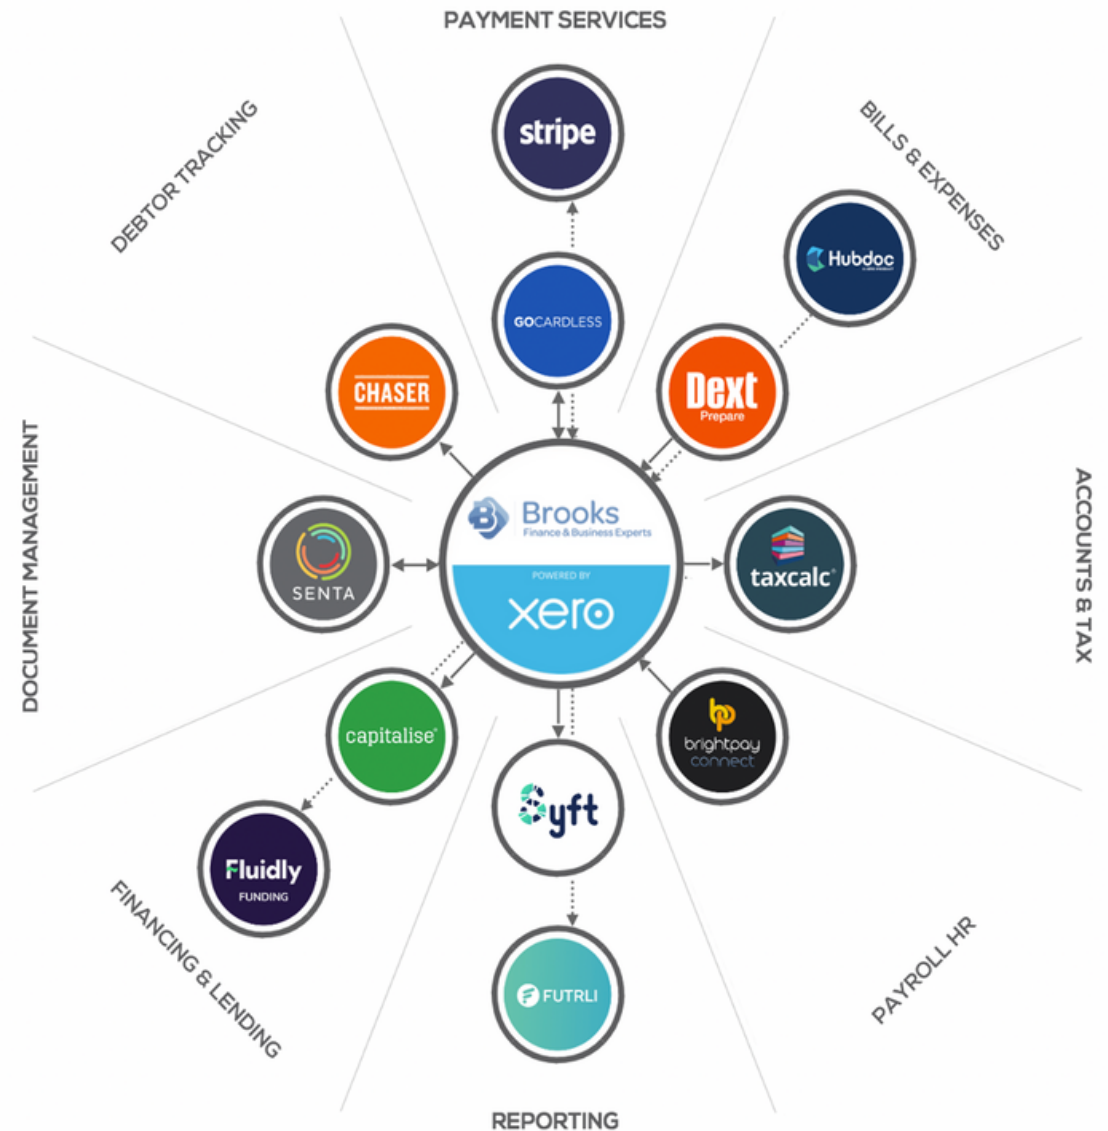 PAYMENT SERVICES
stripe
DEBTOR TRACKING
BILLS & EXPENSES
Hubdoc
GOCARDLESS
CHASER
Dext
Prepare
DOCUMENT MANAGEMENT
ACCOUNTS & TAX
Brooks
Finance & Business Experts
SENTA
taxcalc
POWERED BY
xero
capitalise
brightpay
connect
Syft
Fluidly
FUNDING
FINANCING & LENDING
PAYROLL HR
FUTRLI
REPORTING